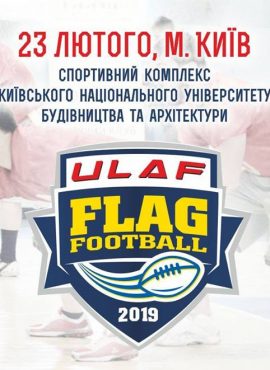 23 ЛЮТОГО, М. КИЇВ
СПОРТИВНИЙ КОМПЛЕКС
КИЇВСЬКОГО НАЦІОНАЛЬНОГО УНІВЕРСИТЕТУ
БУДІВНИЦТВА ТА АРХІТЕКТУРИ
ULAF
FLAG
FOOTBALL
2019